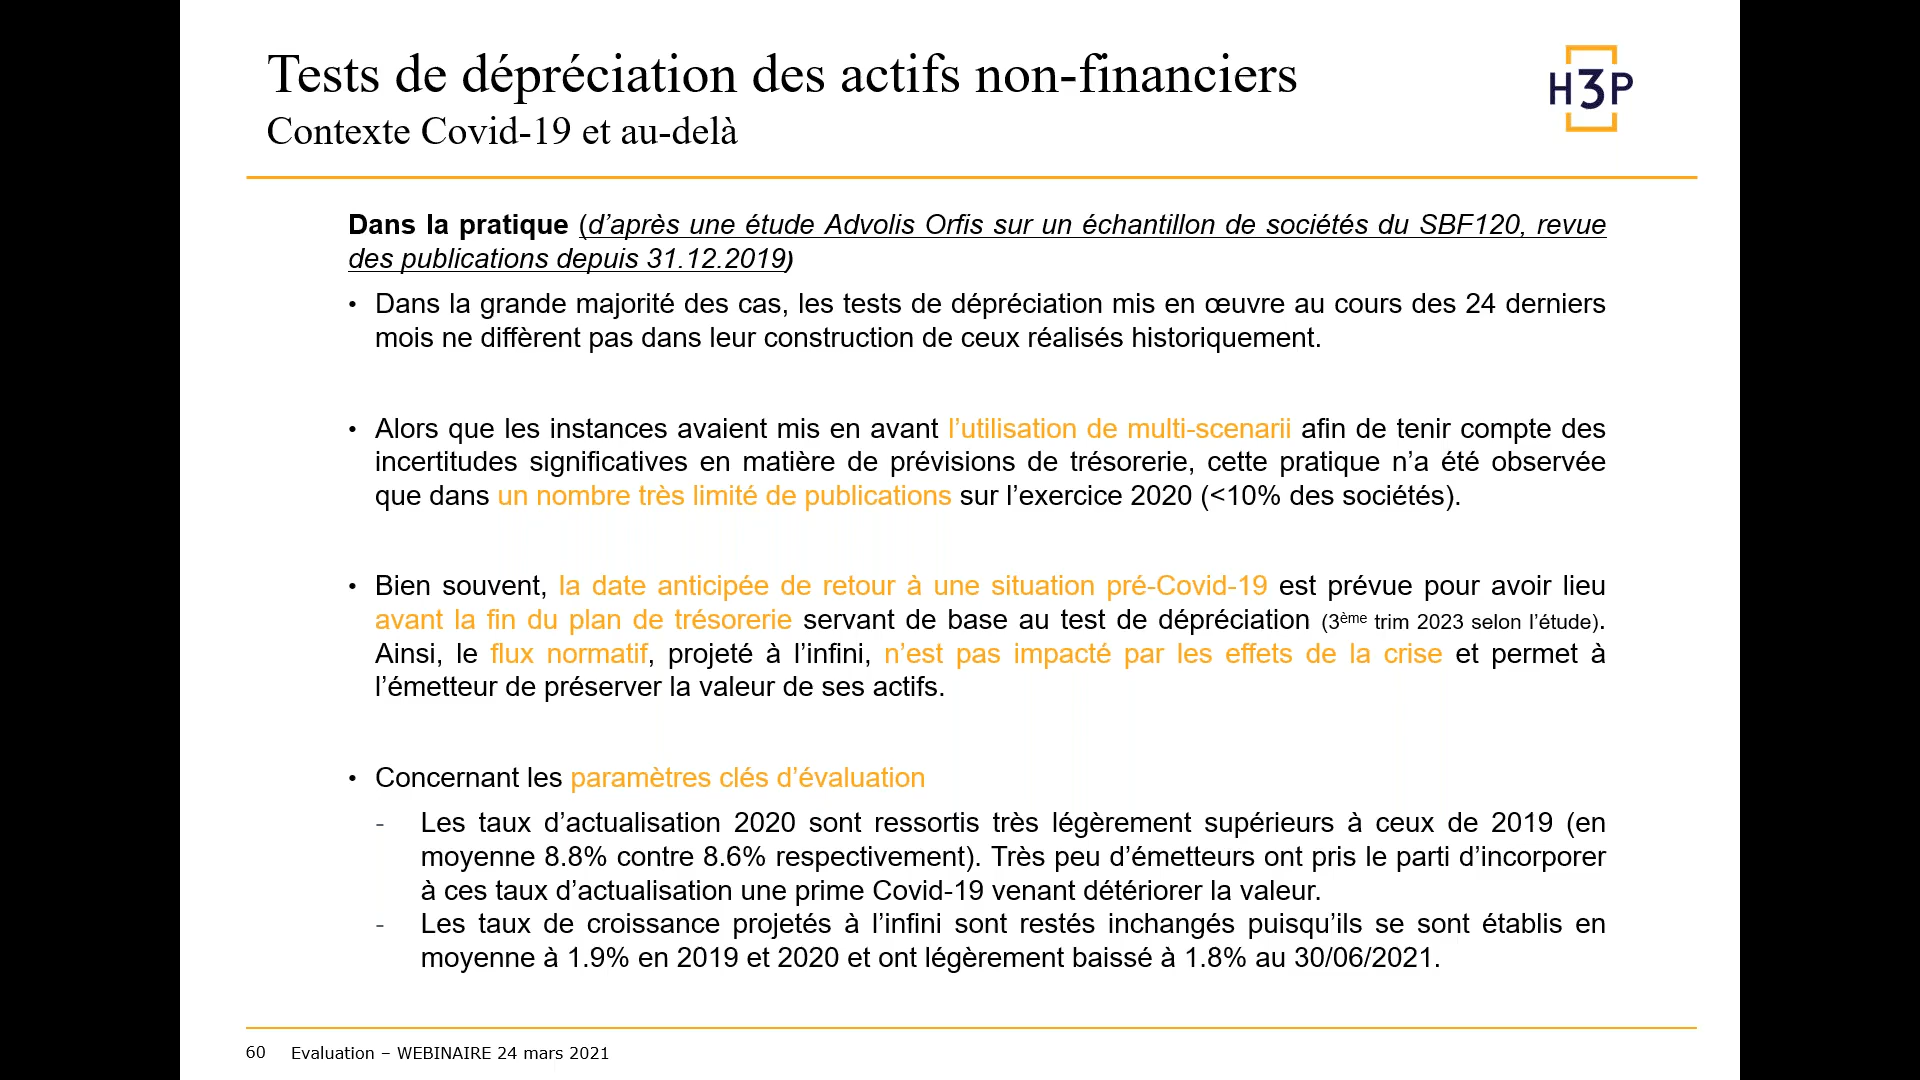 Tests de dépréciation des actifs non-financiers
Contexte Covid-19 et au-delà
H3P
Dans la pratique (d’après une étude Advolis Orfis sur un échantillon de sociétés du SBF120, revue
des publications depuis 31.12.2019)
• Dans la grande majorité des cas, les tests de dépréciation mis en œuvre au cours des 24 derniers
mois ne diffèrent pas dans leur construction de ceux réalisés historiquement.
• Alors que les instances avaient mis en avant l’utilisation de multi-scenarii afin de tenir compte des
incertitudes significatives en matière de prévisions de trésorerie, cette pratique n’a été observée
que dans un nombre très limité de publications sur l’exercice 2020 (<10% des sociétés).
• Bien souvent, la date anticipée de retour à une situation pré-Covid-19 est prévue pour avoir lieu
avant la fin du plan de trésorerie servant de base au test de dépréciation (3ème trim 2023 selon l’étude).
Ainsi, le flux normatif, projeté à l’infini, n’est pas impacté par les effets de la crise et permet à
l’émetteur de préserver la valeur de ses actifs.
• Concernant les paramètres clés d’évaluation
- Les taux d’actualisation 2020 sont ressortis très légèrement supérieurs à ceux de 2019 (en
moyenne 8.8% contre 8.6% respectivement). Très peu d’émetteurs ont pris le parti d’incorporer
à ces taux d’actualisation une prime Covid-19 venant détériorer la valeur.
- Les taux de croissance projetés à l’infini sont restés inchangés puisqu’ils se sont établis en
moyenne à 1.9% en 2019 et 2020 et ont légèrement baissé à 1.8% au 30/06/2021.
60 Evaluation – WEBINAIRE 24 mars 2021